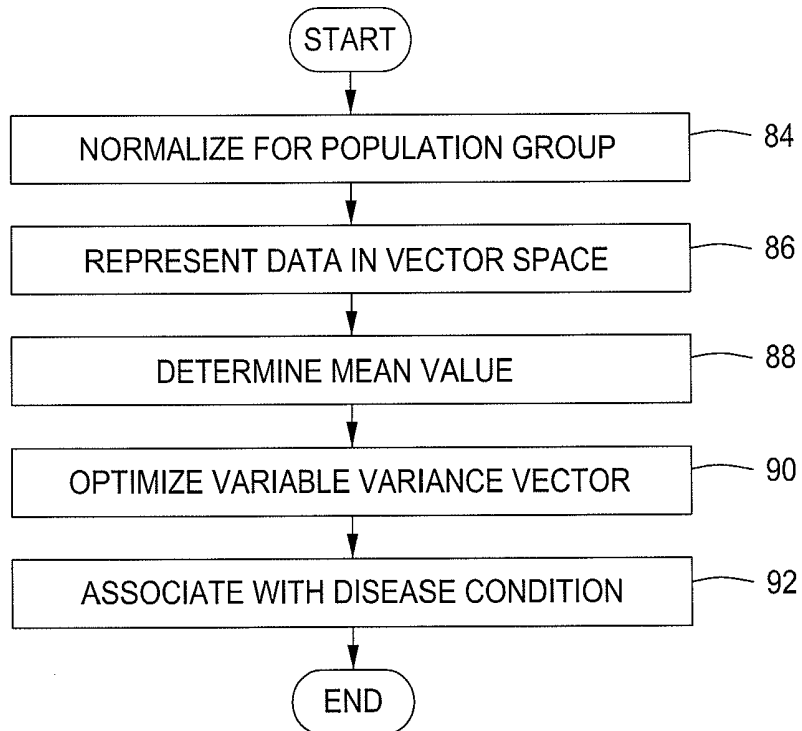 START
NORMALIZE FOR POPULATION GROUP
84
REPRESENT DATA IN VECTOR SPACE
86
DETERMINE MEAN VALUE
88
OPTIMIZE VARIABLE VARIANCE VECTOR
90
ASSOCIATE WITH DISEASE CONDITION
92
END